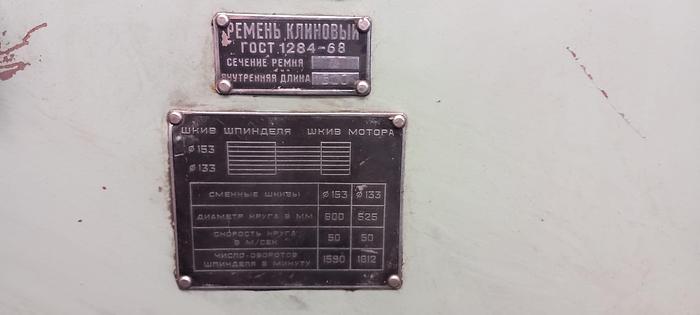 РЕМЕНЬ КЛИНОВЫЙ
ГОСТ 1284-68
СЕЧЕНИЕ РЕМНЯ
ВНУТРЕННЯЯ ДЛИНА
ШКИВ ШПИНДЕЛЯ ШКИВ МОТОРА
ø153
ø133
СМЕННЫЕ ШКИВЫ ø153 ø133
ДИАМЕТР КРУГА В ММ 600 525
СКОРОСТЬ КРУГА В М/СЕК 50 50
ЧИСЛО ОБОРОТОВ ШПИНДЕЛЯ В МИНУТУ 1590 1812